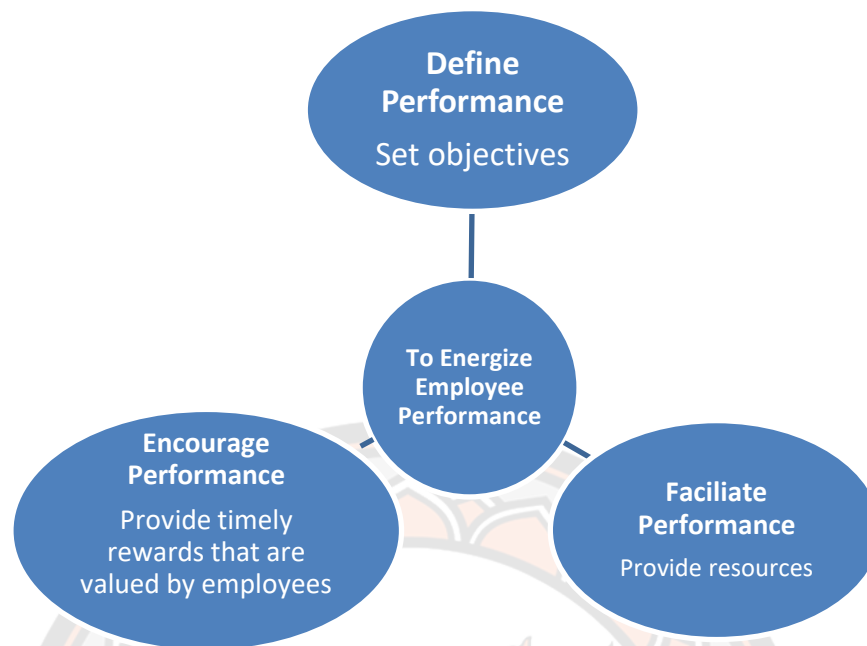 Define
Performance
Set objectives
To Energize
Employee
Performance
Encourage
Performance
Provide timely
rewards that are
valued by employees
Faciliate
Performance
Provide resources